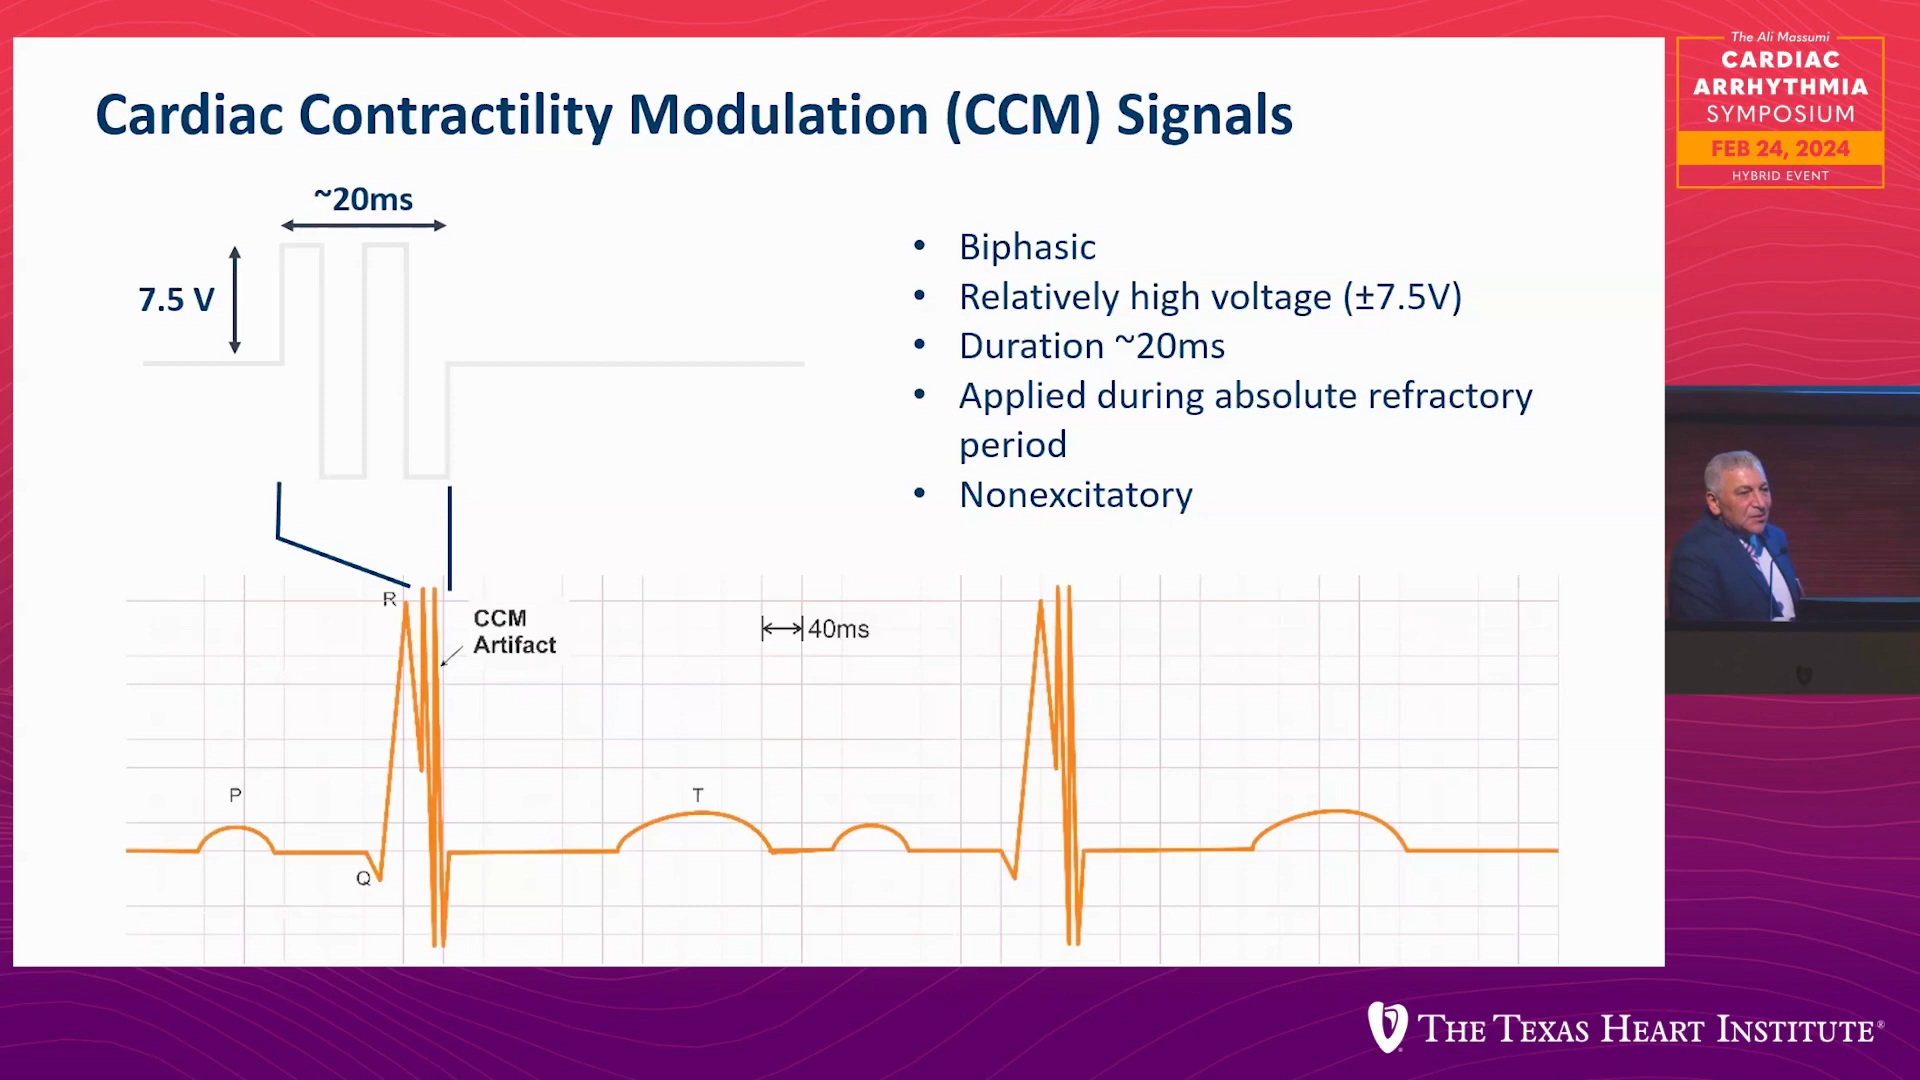 The Ali Massumi
CARDIAC
ARRHYTHMIA
SYMPOSIUM
FEB 24, 2024
HYBRID EVENT
Cardiac Contractility Modulation (CCM) Signals
~20ms
7.5 V
• Biphasic
• Relatively high voltage (±7.5V)
• Duration ~20ms
• Applied during absolute refractory
period
• Nonexcitatory
R
CCM
Artifact
40ms
P
T
Q
THE TEXAS HEART INSTITUTE®